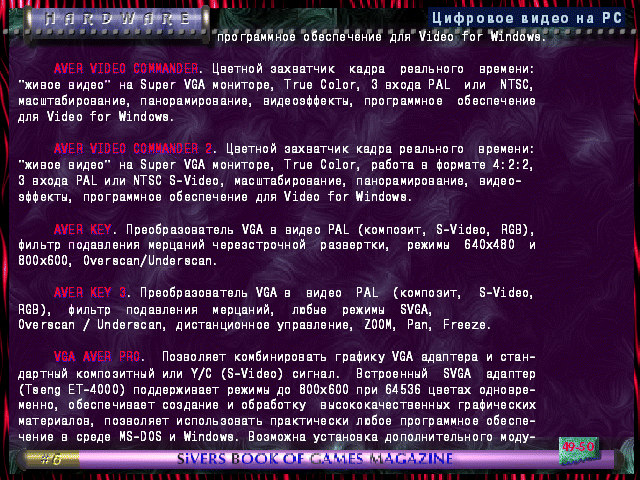 HARDWARE
Цифровое видео на PC
программное обеспечение для Video for Windows.
AVER VIDEO COMMANDER. Цветной захватчик кадра реального времени:
"живое видео" на Super VGA мониторе, True Color, 3 входа PAL или NTSC,
масштабирование, панорамирование, видеоэффекты, программное обеспечение
для Video for Windows.
AVER VIDEO COMMANDER 2. Цветной захватчик кадра реального времени:
"живое видео" на Super VGA мониторе, True Color, работа в формате 4:2:2,
3 входа PAL или NTSC S-Video, масштабирование, панорамирование, видео-
эффекты, программное обеспечение для Video for Windows.
AVER KEY. Преобразователь VGA в видео PAL (композит, S-Video, RGB),
фильтр подавления мерцаний черезстрочной развертки, режимы 640x480 и
800x600, Overscan/Underscan.
AVER KEY 3. Преобразователь VGA в видео PAL (композит, S-Video,
RGB), фильтр подавления мерцаний, любые режимы SVGA,
Overscan / Underscan, дистанционное управление, ZOOM, Pan, Freeze.
VGA AVER PRO. Позволяет комбинировать графику VGA адаптера и стан-
дартный композитный или Y/C (S-Video) сигнал. Встроенный SVGA адаптер
(Tseng ET-4000) поддерживает режимы до 800x600 при 64536 цветах одновре-
менно, обеспечивает создание и обработку высококачественных графических
материалов, позволяет использовать практически любое программное обеспе-
чение в среде MS-DOS и Windows. Возможна установка дополнительного моду-
#6
SiVERS BOOK OF GAMES MAGAZINE
49-50